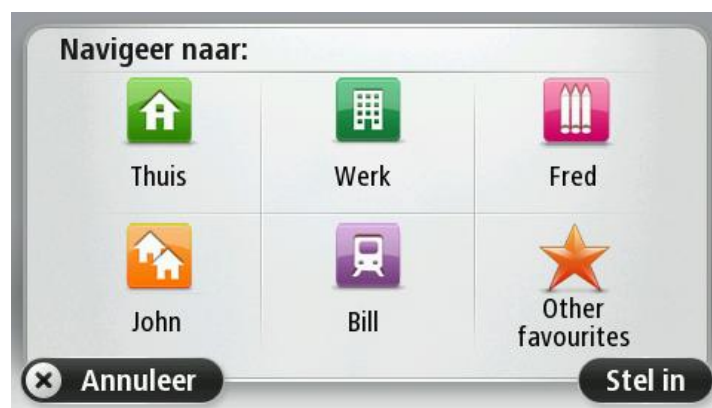 Navigeer naar:
Thuis
Werk
Fred
John
Bill
Other
favourites
Annuleer
Stel in